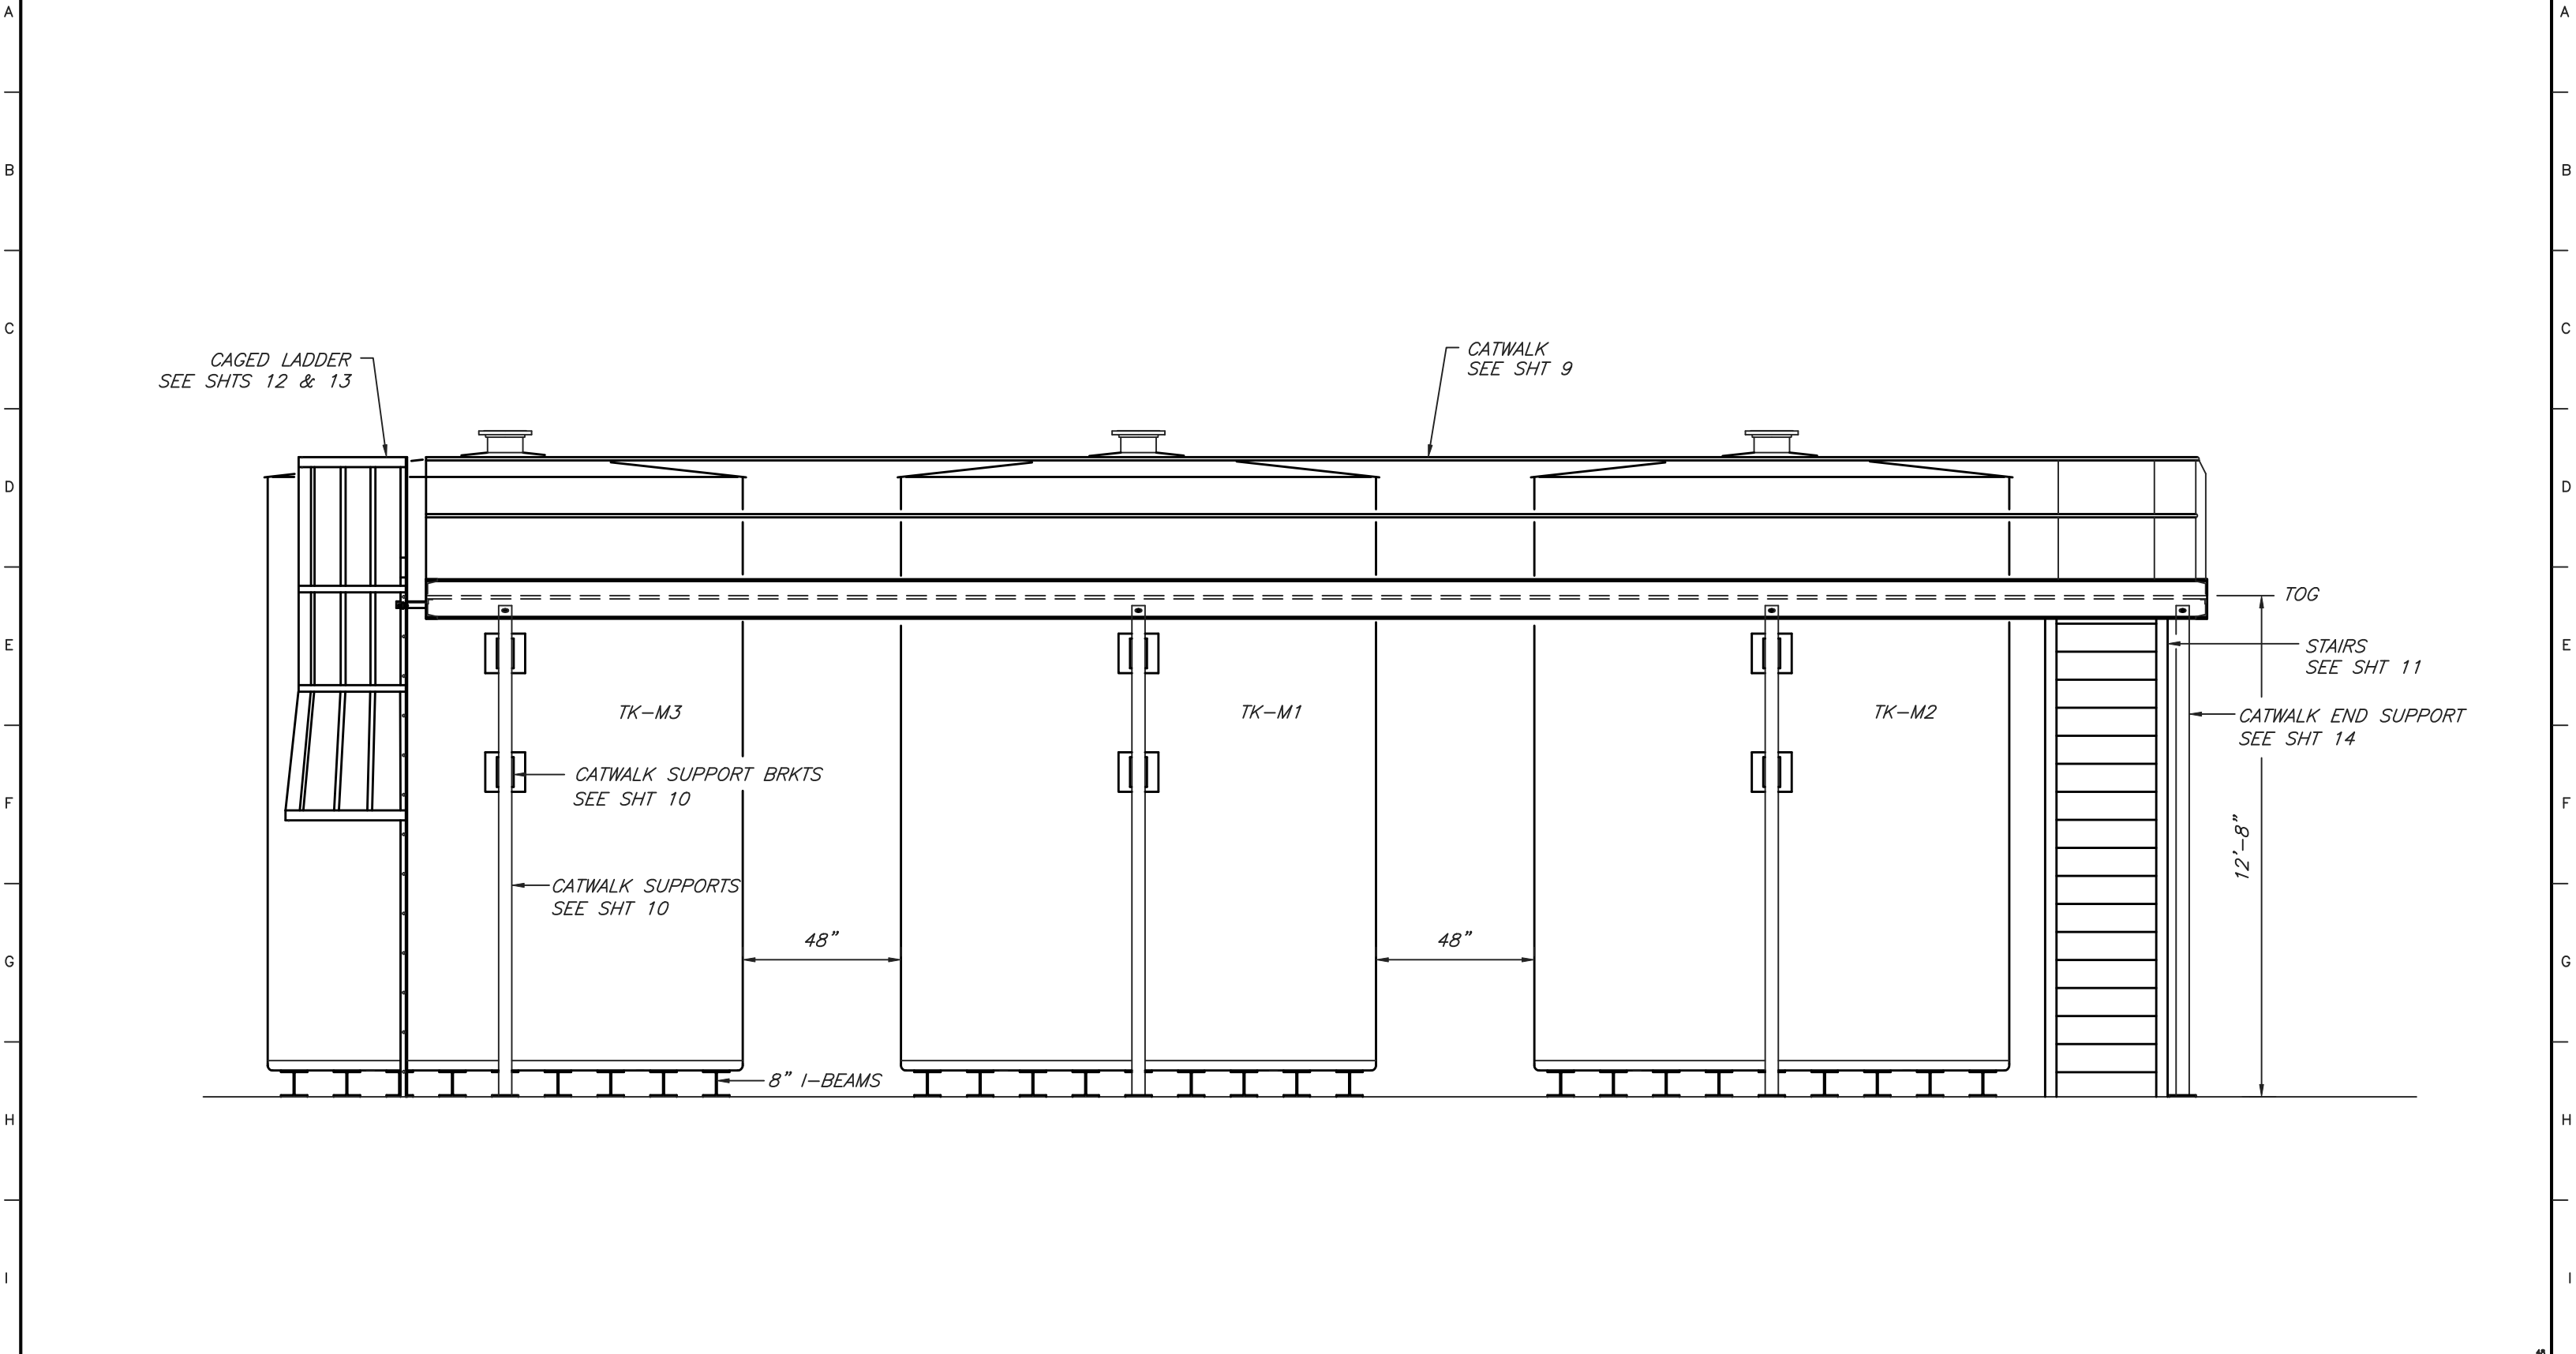 A
A
B
B
C
C
CAGED LADDER
SEE SHTS 12 & 13
CATWALK
SEE SHT 9
D
D
TOG
E
E
STAIRS
SEE SHT 11
TK-M3
TK-M1
TK-M2
CATWALK END SUPPORT
SEE SHT 14
CATWALK SUPPORT BRKTS
SEE SHT 10
F
F
12'-8"
CATWALK SUPPORTS
SEE SHT 10
48"
48"
G
G
8" I-BEAMS
H
H
I
I